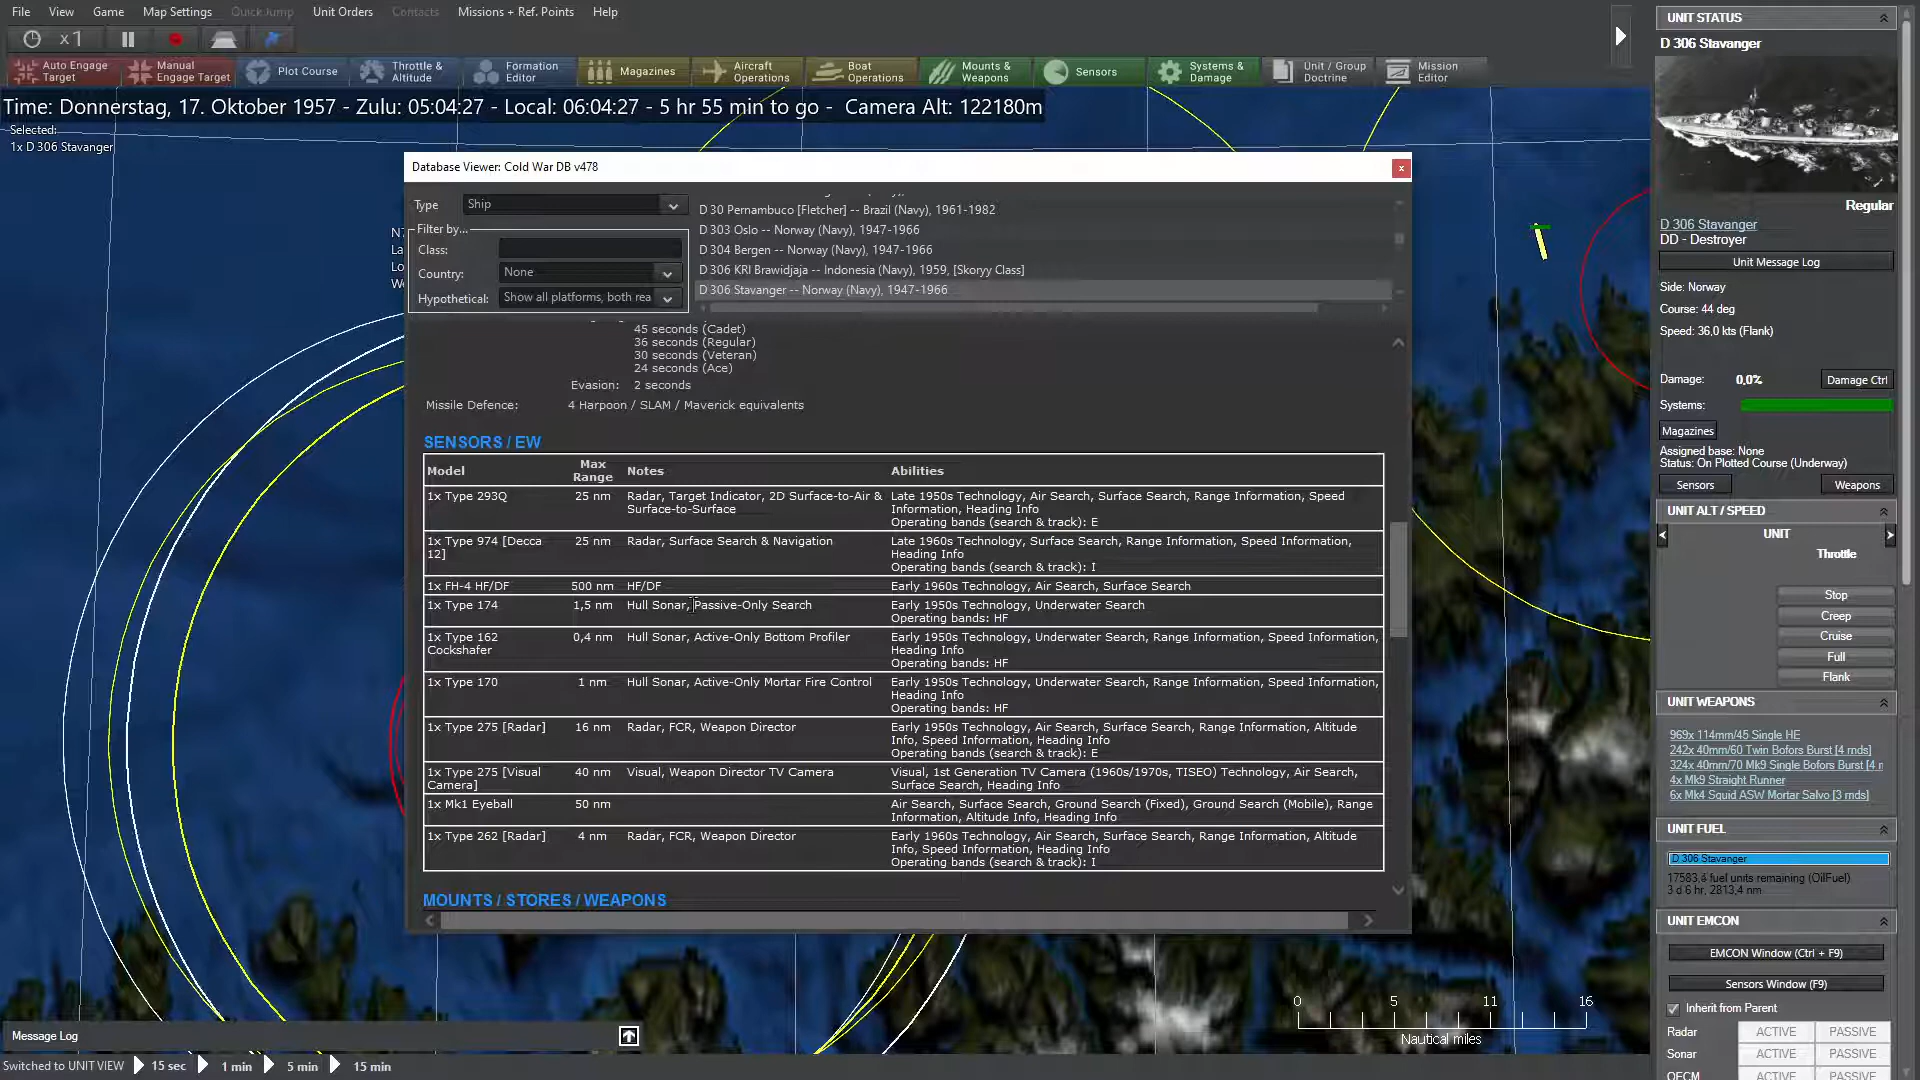 File View Game Map Settings Quick Jump Unit Orders Contacts Missions + Ref. Points Help
x1
Auto Engage Target
Manual Engage Target
Plot Course
Throttle & Altitude
Formation Editor
Magazines
Aircraft Operations
Boat Operations
Mounts & Weapons
Sensors
Systems & Damage
Unit / Group Doctrine
Mission Editor
Time: Donnerstag, 17. Oktober 1957 - Zulu: 05:04:27 - Local: 06:04:27 - 5 hr 55 min to go - Camera Alt: 122180m
Selected:
1x D 306 Stavanger
Database Viewer: Cold War DB v478
x
Type Ship
Filter by...
Class:
Country: None
Hypothetical: Show all platforms, both rea
D 30 Pernambuco [Fletcher] -- Brazil (Navy), 1961-1982
D 303 Oslo -- Norway (Navy), 1947-1966
D 304 Bergen -- Norway (Navy), 1947-1966
D 306 KRI Brawidjaja -- Indonesia (Navy), 1959, [Skoryy Class]
D 306 Stavanger -- Norway (Navy), 1947-1966
45 seconds (Cadet)
36 seconds (Regular)
30 seconds (Veteran)
24 seconds (Ace)
Evasion: 2 seconds
Missile Defence: 4 Harpoon / SLAM / Maverick equivalents
SENSORS / EW
Model Max Range Notes Abilities
1x Type 293Q 25 nm Radar, Target Indicator, 2D Surface-to-Air & Late 1950s Technology, Air Search, Surface Search, Range Information, Speed
Surface-to-Surface Information, Heading Info
Operating bands (search & track): E
1x Type 974 [Decca 25 nm Radar, Surface Search & Navigation Late 1960s Technology, Surface Search, Range Information, Speed Information,
12] Heading Info
Operating bands (search & track): I
1x FH-4 HF/DF 500 nm HF/DF Early 1960s Technology, Air Search, Surface Search
1x Type 174 1,5 nm Hull Sonar, Passive-Only Search Early 1950s Technology, Underwater Search
Operating bands: HF
1x Type 162 0,4 nm Hull Sonar, Active-Only Bottom Profiler Early 1950s Technology, Underwater Search, Range Information, Speed Information,
Cockshafer Heading Info
Operating bands: HF
1x Type 170 1 nm Hull Sonar, Active-Only Mortar Fire Control Early 1950s Technology, Underwater Search, Range Information, Speed Information,
Heading Info
Operating bands: HF
1x Type 275 [Radar] 16 nm Radar, FCR, Weapon Director Early 1950s Technology, Air Search, Surface Search, Range Information, Altitude
Info, Speed Information, Heading Info
Operating bands (search & track): E
1x Type 275 [Visual 40 nm Visual, Weapon Director TV Camera Visual, 1st Generation TV Camera (1960s/1970s, TISEO) Technology, Air Search,
Camera] Surface Search, Heading Info
1x Mk1 Eyeball 50 nm Air Search, Surface Search, Ground Search (Fixed), Ground Search (Mobile), Range
Information, Altitude Info, Heading Info
1x Type 262 [Radar] 4 nm Radar, FCR, Weapon Director Early 1960s Technology, Air Search, Surface Search, Range Information, Altitude
Info, Speed Information, Heading Info
Operating bands (search & track): I
MOUNTS / STORES / WEAPONS
0 5 11 16
Nautical miles
Message Log
Switched to UNIT VIEW 15 sec 1 min 5 min 15 min
UNIT STATUS
D 306 Stavanger
Regular
D 306 Stavanger
DD - Destroyer
Unit Message Log
Side: Norway
Course: 44 deg
Speed: 36,0 kts (Flank)
Damage: 0,0% Damage Ctrl
Systems:
Magazines
Assigned base: None
Status: On Plotted Course (Underway)
Sensors Weapons
UNIT ALT / SPEED
UNIT
Throttle
Stop
Creep
Cruise
Full
Flank
UNIT WEAPONS
969x 114mm/45 Single HE
242x 40mm/60 Twin Bofors Burst [4 rnds]
324x 40mm/70 Mk9 Single Bofors Burst [4 r
4x Mk9 Straight Runner
6x Mk4 Squid ASW Mortar Salvo [3 rnds]
UNIT FUEL
D 306 Stavanger
17583,4 fuel units remaining (OilFuel)
3 d 6 hr, 2813,4 nm
UNIT EMCON
EMCON Window (Ctrl + F9)
Sensors Window (F9)
Inherit from Parent
Radar ACTIVE PASSIVE
Sonar ACTIVE PASSIVE
OECM ACTIVE PASSIVE